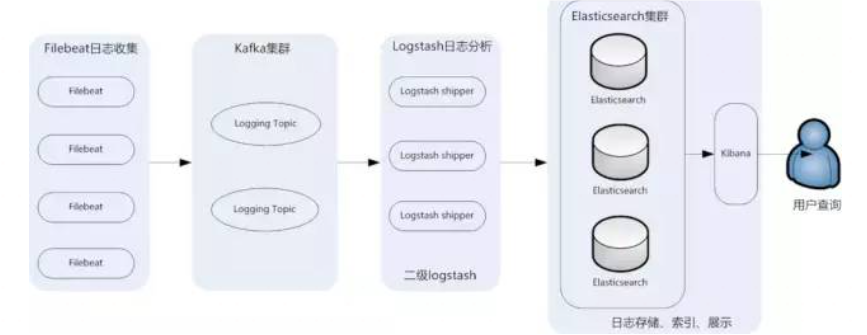 Filebeat日志收集
Filebeat
Filebeat
Filebeat
Filebeat
Kafka集群
Logging Topic
Logging Topic
Logstash日志分析
Logstash shipper
Logstash shipper
Logstash shipper
二级logstash
Elasticsearch集群
Elasticsearch
Elasticsearch
Elasticsearch
日志存储、索引、展示
Kibana
用户查询